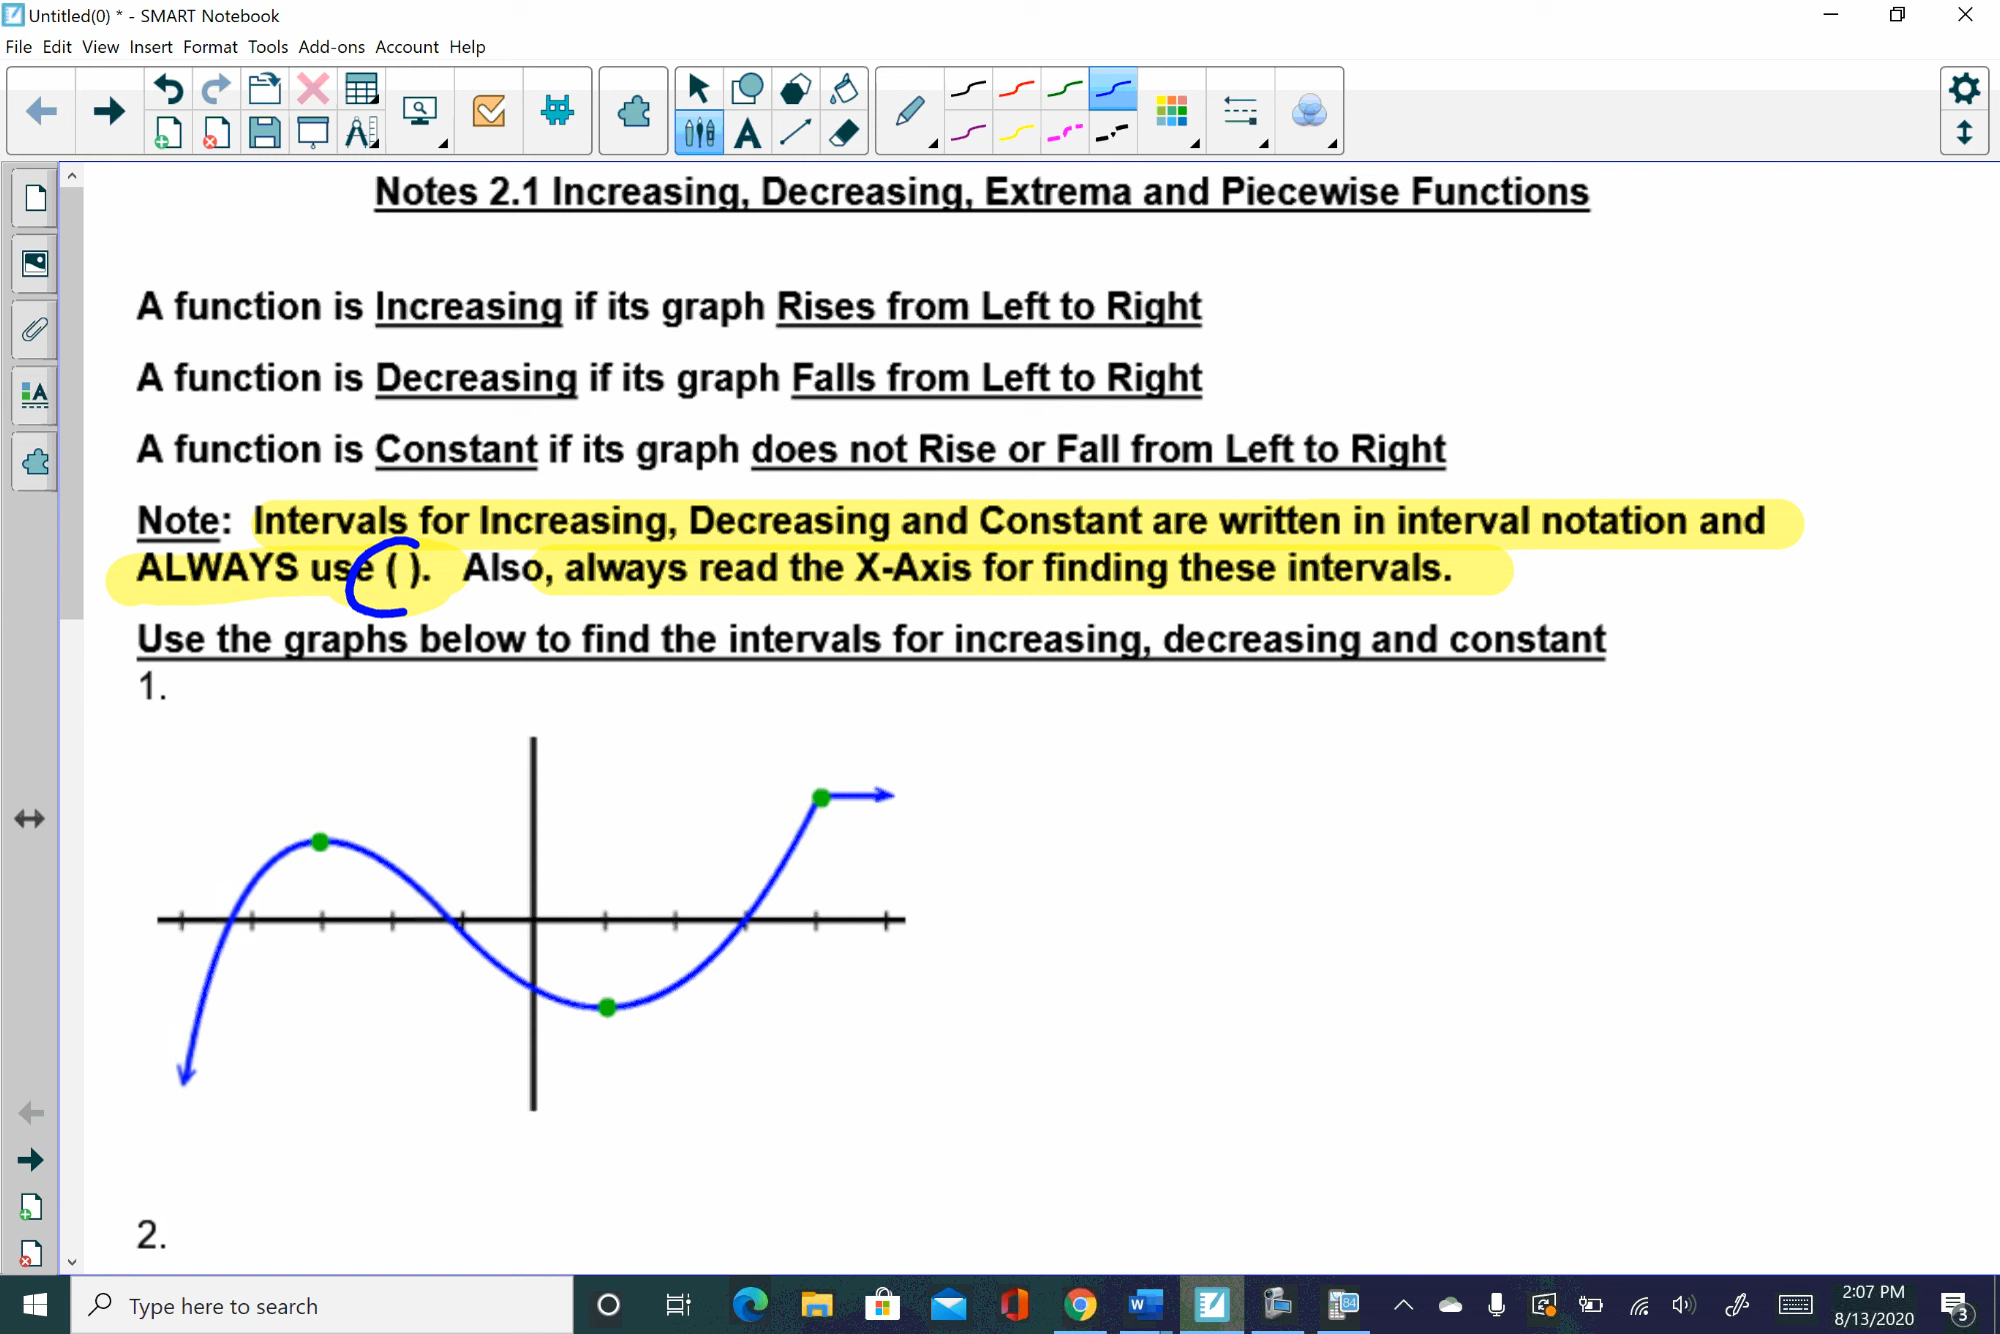 Untitled(0) * - SMART Notebook
File Edit View Insert Format Tools Add-ons Account Help
Notes 2.1 Increasing, Decreasing, Extrema and Piecewise Functions
A function is Increasing if its graph Rises from Left to Right
A function is Decreasing if its graph Falls from Left to Right
A function is Constant if its graph does not Rise or Fall from Left to Right
Note: Intervals for Increasing, Decreasing and Constant are written in interval notation and
ALWAYS use ( ). Also, always read the X-Axis for finding these intervals.
Use the graphs below to find the intervals for increasing, decreasing and constant
1.
2.
Type here to search
84
2:07 PM
8/13/2020
3